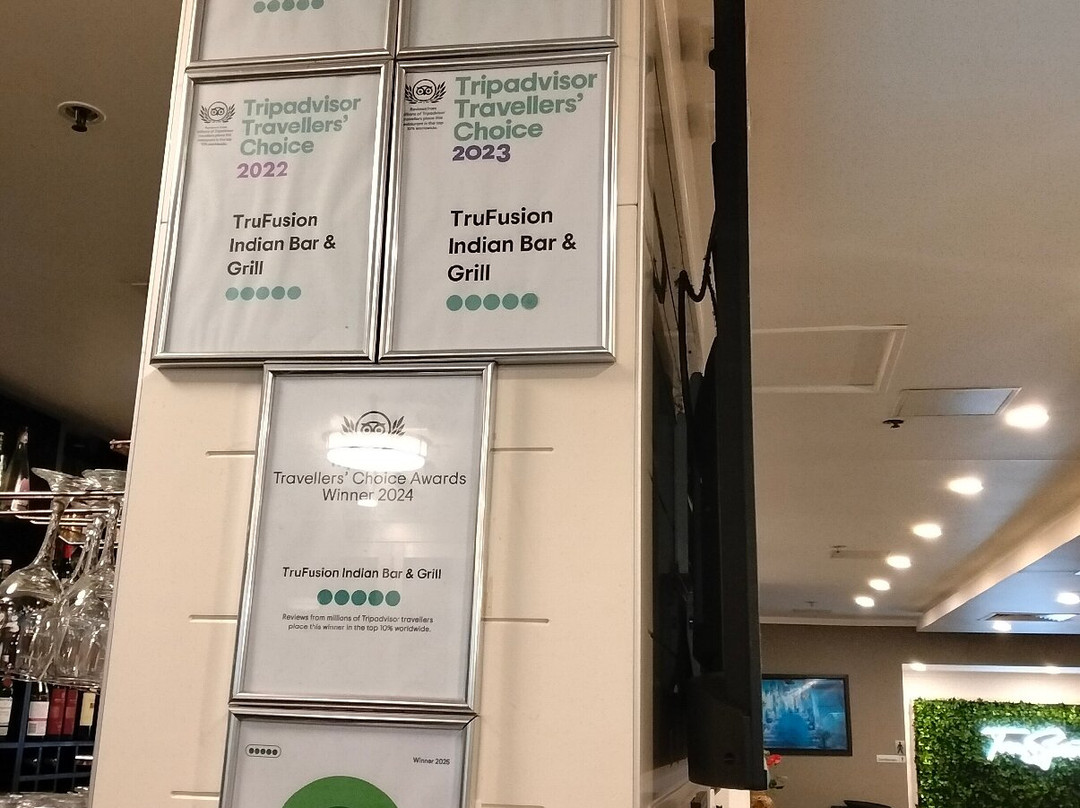 Tripadvisor
Travellers'
Choice
2022
TruFusion
Indian Bar &
Grill
Tripadvisor
Travellers'
Choice
2023
TruFusion
Indian Bar &
Grill
Travellers' Choice Awards
Winner 2024
TruFusion Indian Bar & Grill
Reviews from millions of Tripadvisor travellers
place this winner in the top 10% worldwide.
Winner 2025